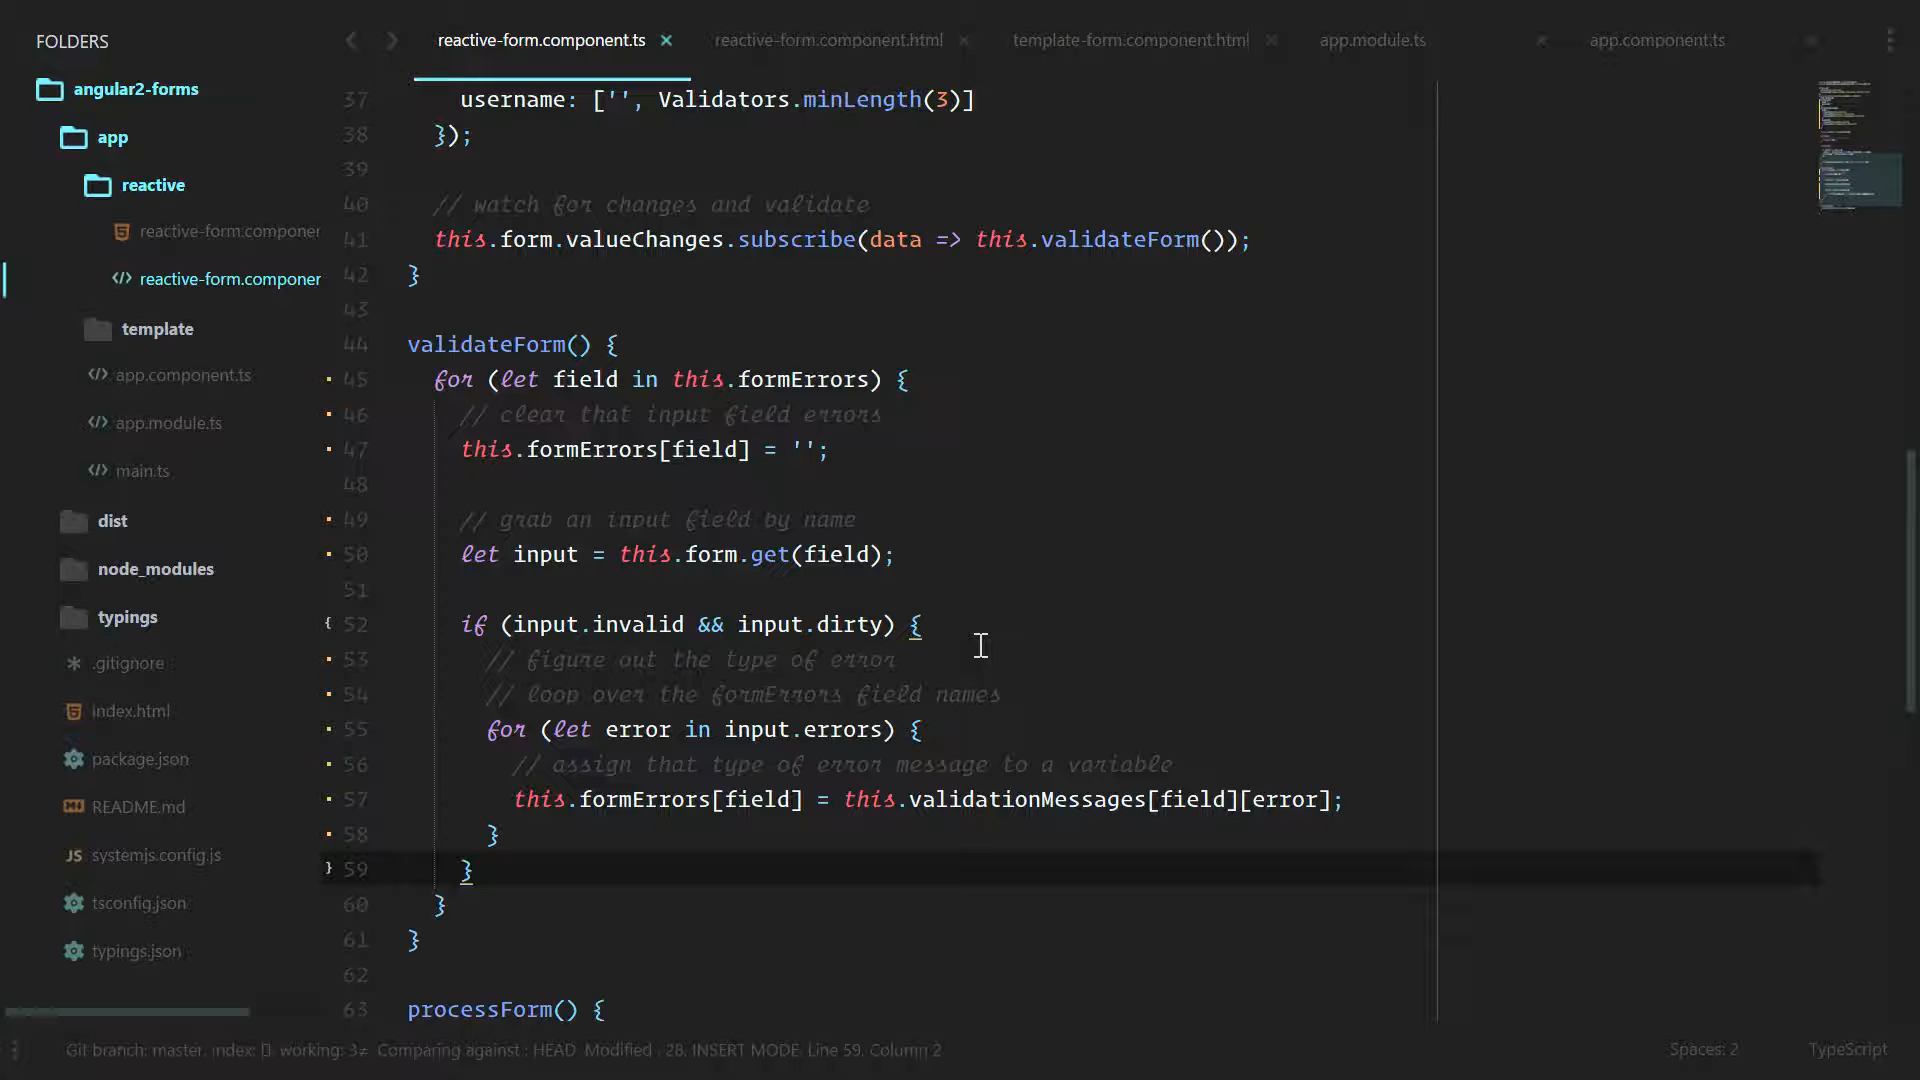 FOLDERS
angular2-forms
app
reactive
reactive-form.componer
reactive-form.componer
template
app.component.ts
app.module.ts
main.ts
dist
node_modules
typings
.gitignore
index.html
package.json
README.md
JS systemjs.config.js
tsconfig.json
typings.json
reactive-form.component.ts × reactive-form.component.html × template-form.component.html × app.module.ts × app.component.ts
37 username: ['', Validators.minLength(3)]
38 });
39
40 // watch for changes and validate
41 this.form.valueChanges.subscribe(data => this.validateForm());
42 }
43
44 validateForm() {
45 for (let field in this.formErrors) {
46 // clear that input field errors
47 this.formErrors[field] = '';
48
49 // grab an input field by name
50 let input = this.form.get(field);
51
{ 52 if (input.invalid && input.dirty) {
53 // figure out the type of error
54 // loop over the formErrors field names
55 for (let error in input.errors) {
56 // assign that type of error message to a variable
57 this.formErrors[field] = this.validationMessages[field][error];
58 }
} 59 }
60 }
61 }
62
63 processForm() {
Git branch: master, index: ▯, working: 3≠, Comparing against : HEAD, Modified : 28, INSERT MODE, Line 59, Column 2
Spaces: 2 TypeScript